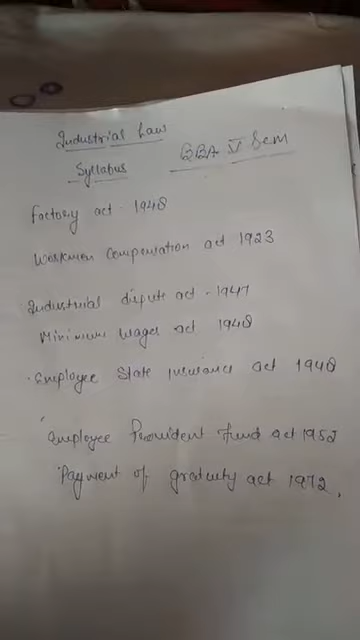 Industrial Law
Syllabus
BBA V Sem
factory act - 1948
Workmen Compensation act 1923
Industrial dispute act - 1947
Minimum wages act 1948
Employee State Insurance act 1948
Employee Provident fund act 1952
Payment of gratuity act 1972.